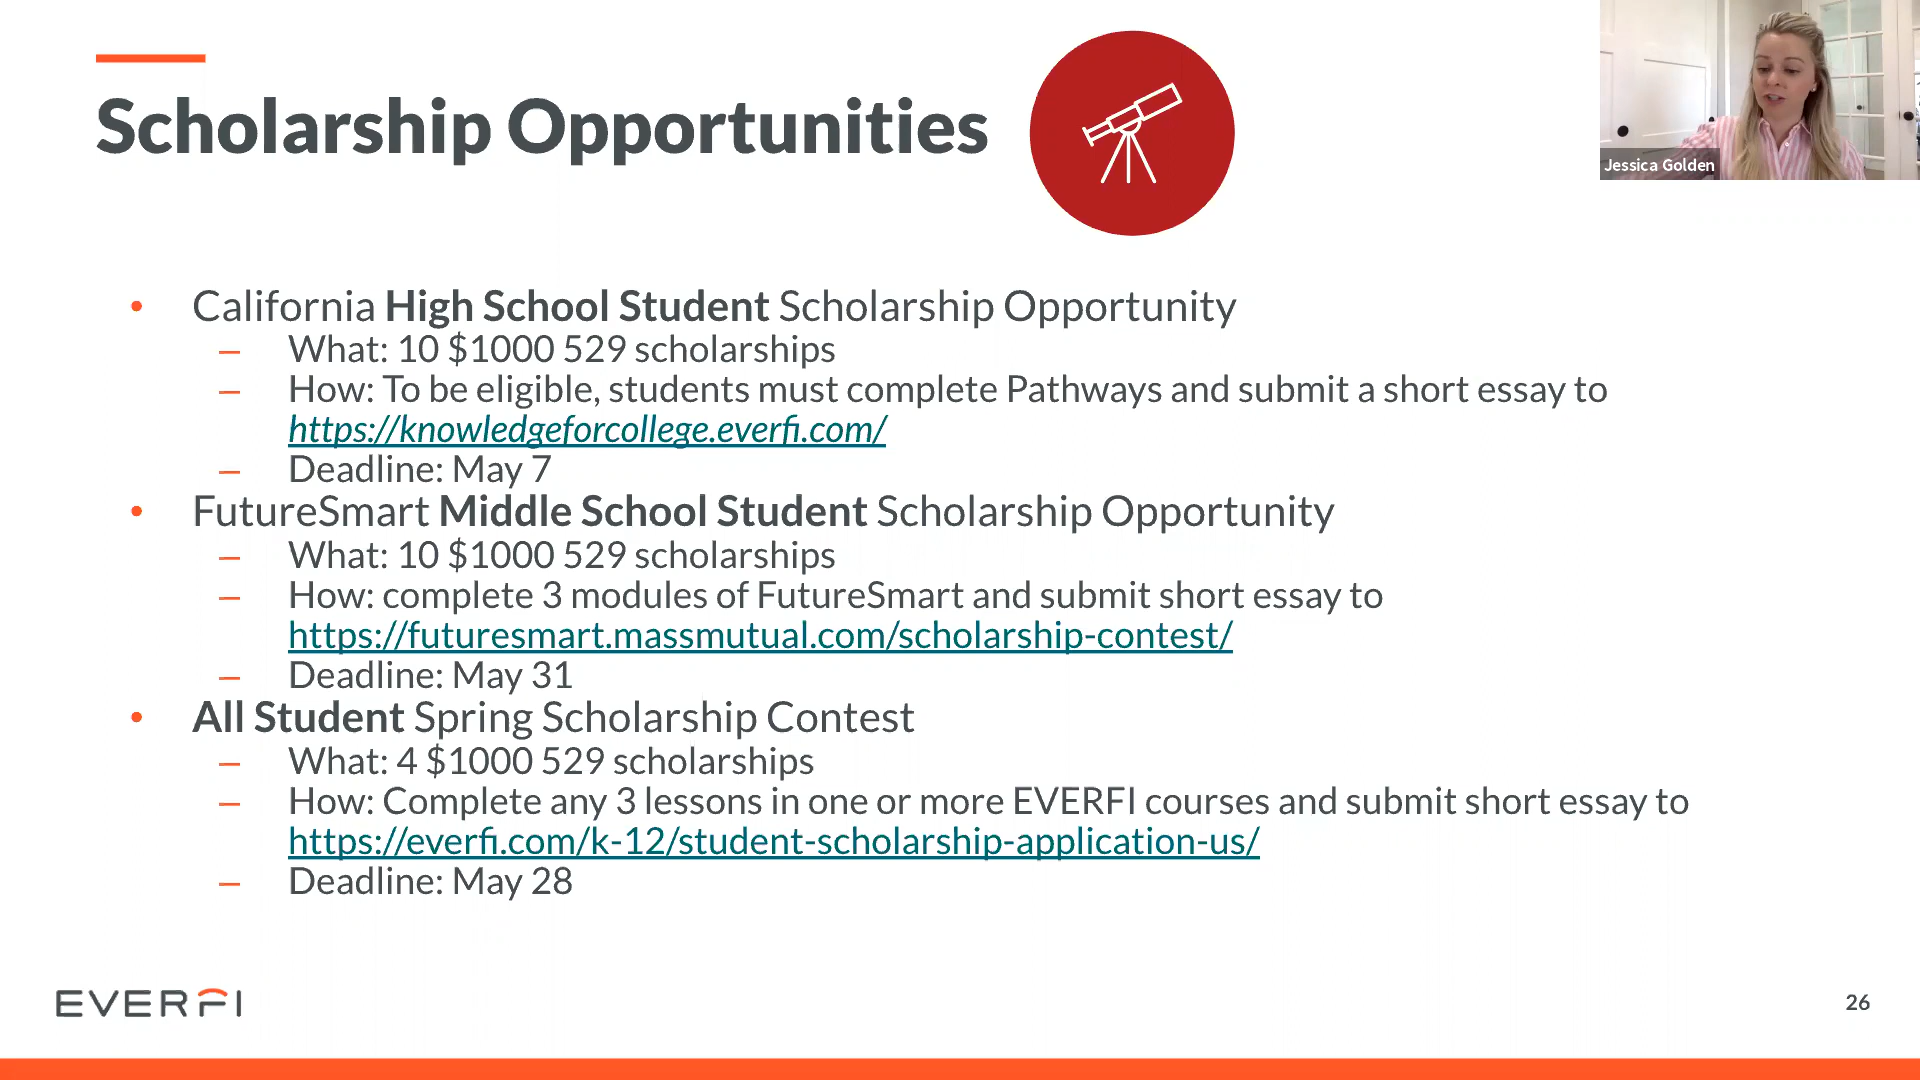 Scholarship Opportunities
Jessica Golden
• California High School Student Scholarship Opportunity
– What: 10 $1000 529 scholarships
– How: To be eligible, students must complete Pathways and submit a short essay to
https://knowledgeforcollege.everfi.com/
– Deadline: May 7
• FutureSmart Middle School Student Scholarship Opportunity
– What: 10 $1000 529 scholarships
– How: complete 3 modules of FutureSmart and submit short essay to
https://futuresmart.massmutual.com/scholarship-contest/
– Deadline: May 31
• All Student Spring Scholarship Contest
– What: 4 $1000 529 scholarships
– How: Complete any 3 lessons in one or more EVERFI courses and submit short essay to
https://everfi.com/k-12/student-scholarship-application-us/
– Deadline: May 28
EVERFI
26